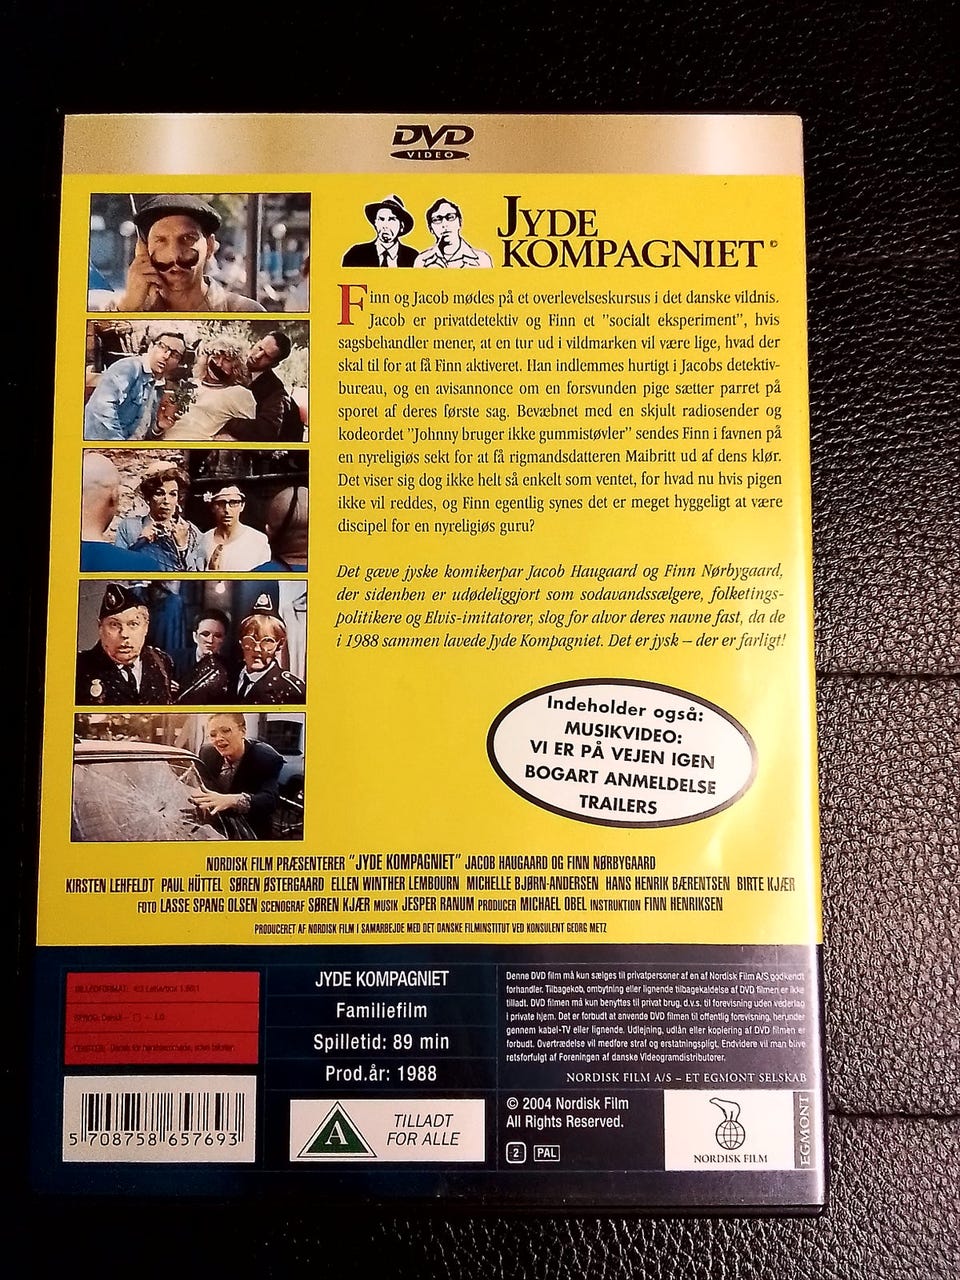 DVD
VIDEO
JYDE
KOMPAGNIET©
Finn og Jacob mødes på et overlevelseskursus i det danske vildnis.
Jacob er privatdetektiv og Finn et "socialt eksperiment", hvis
sagsbehandler mener, at en tur ud i vildmarken vil være lige, hvad der
skal til for at få Finn aktiveret. Han indlemmes hurtigt i Jacobs detektiv-
bureau, og en avisannonce om en forsvunden pige sætter parret på
sporet af deres første sag. Bevæbnet med en skjult radiosender og
kodeordet "Johnny bruger ikke gummistøvler" sendes Finn i favnen på
en nyreligiøs sekt for at få rigmandsdatteren Maibritt ud af dens klør.
Det viser sig dog ikke helt så enkelt som ventet, for hvad nu hvis pigen
ikke vil reddes, og Finn egentlig synes det er meget hyggeligt at være
discipel for en nyreligiøs guru?
Det gæve jyske komikerpar Jacob Haugaard og Finn Nørbygaard,
der sidenhen er udødeliggjort som sodavandssælgere, folketings-
politikere og Elvis-imitatorer, slog for alvor deres navne fast, da de
i 1988 sammen lavede Jyde Kompagniet. Det er jysk – der er farligt!
Indeholder også:
MUSIKVIDEO:
VI ER PÅ VEJEN IGEN
BOGART ANMELDELSE
TRAILERS
NORDISK FILM PRÆSENTERER "JYDE KOMPAGNIET" JACOB HAUGAARD OG FINN NØRBYGAARD
KIRSTEN LEHFELDT PAUL HÜTTEL SØREN ØSTERGAARD ELLEN WINTHER LEMBOURN MICHELLE BJØRN-ANDERSEN HANS HENRIK BÆRENTSEN BIRTE KJÆR
FOTO LASSE SPANG OLSEN SCENOGRAF SØREN KJÆR MUSIK JESPER RANUM PRODUCER MICHAEL OBEL INSTRUKTION FINN HENRIKSEN
PRODUCERET AF NORDISK FILM I SAMARBEJDE MED DET DANSKE FILMINSTITUT VED KONSULENT GEORG METZ
BILLEDFORMAT: 4:3 Letterbox
SPROG: Dansk
5 708758 657693
JYDE KOMPAGNIET
Familiefilm
Spilletid: 89 min
Prod.år: 1988
A
TILLADT
FOR ALLE
Denne DVD film må kun sælges til privatpersoner af en af Nordisk Film A/S godkendt
forhandler. Tilbagekøb, ombytning eller lignende tilbagekaldelse af DVD filmen er ikke
tilladt. DVD filmen må kun benyttes til privat brug, d.v.s. til forevisning uden vederlag
i private hjem. Det er forbudt at anvende DVD filmen til offentlig forevisning, herunder
gennem kabel-TV eller lignende. Udlejning, udlån eller kopiering af DVD filmen er
forbudt. Overtrædelse vil medføre straf og erstatningspligt. Endvidere vil man blive
retsforfulgt af Foreningen af danske Videogramdistributører.
NORDISK FILM A/S – ET EGMONT SELSKAB
© 2004 Nordisk Film
All Rights Reserved.
2 PAL
NORDISK FILM
EGMONT